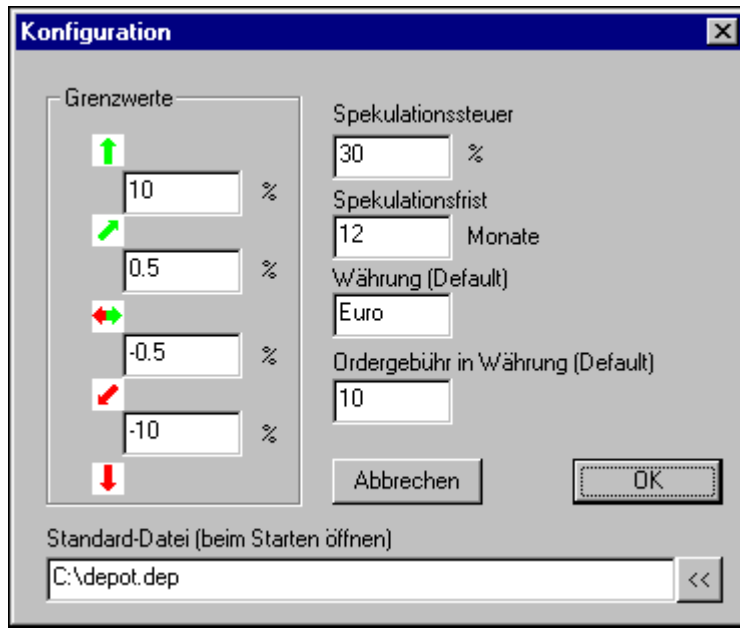 Konfiguration
Grenzwerte
10 %
0.5 %
-0.5 %
-10 %
Spekulationssteuer
30 %
Spekulationsfrist
12 Monate
Währung (Default)
Euro
Ordergebühr in Währung (Default)
10
Abbrechen OK
Standard-Datei (beim Starten öffnen)
C:\depot.dep <<